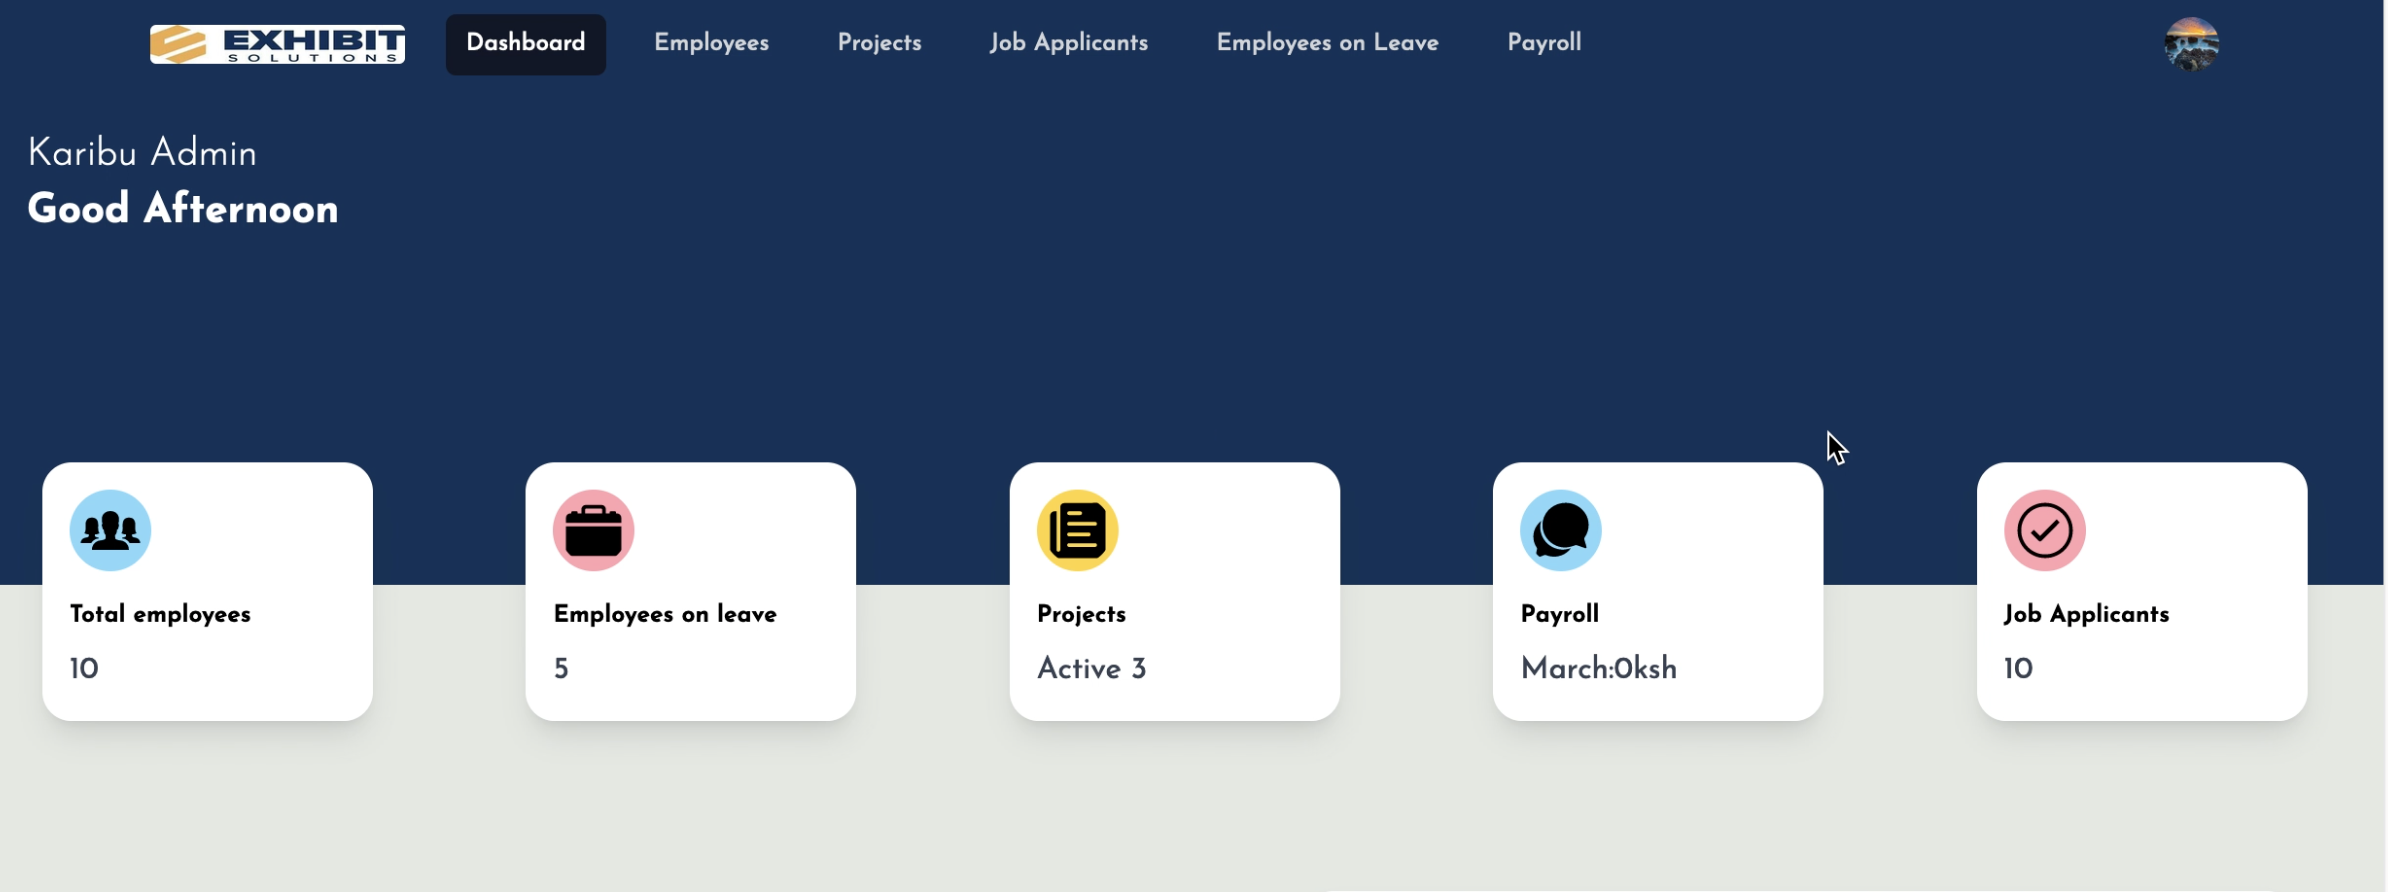 EXHIBIT
SOLUTIONS
Dashboard
Employees
Projects
Job Applicants
Employees on Leave
Payroll
Karibu Admin
Good Afternoon
Total employees
10
Employees on leave
5
Projects
Active 3
Payroll
March:0ksh
Job Applicants
10